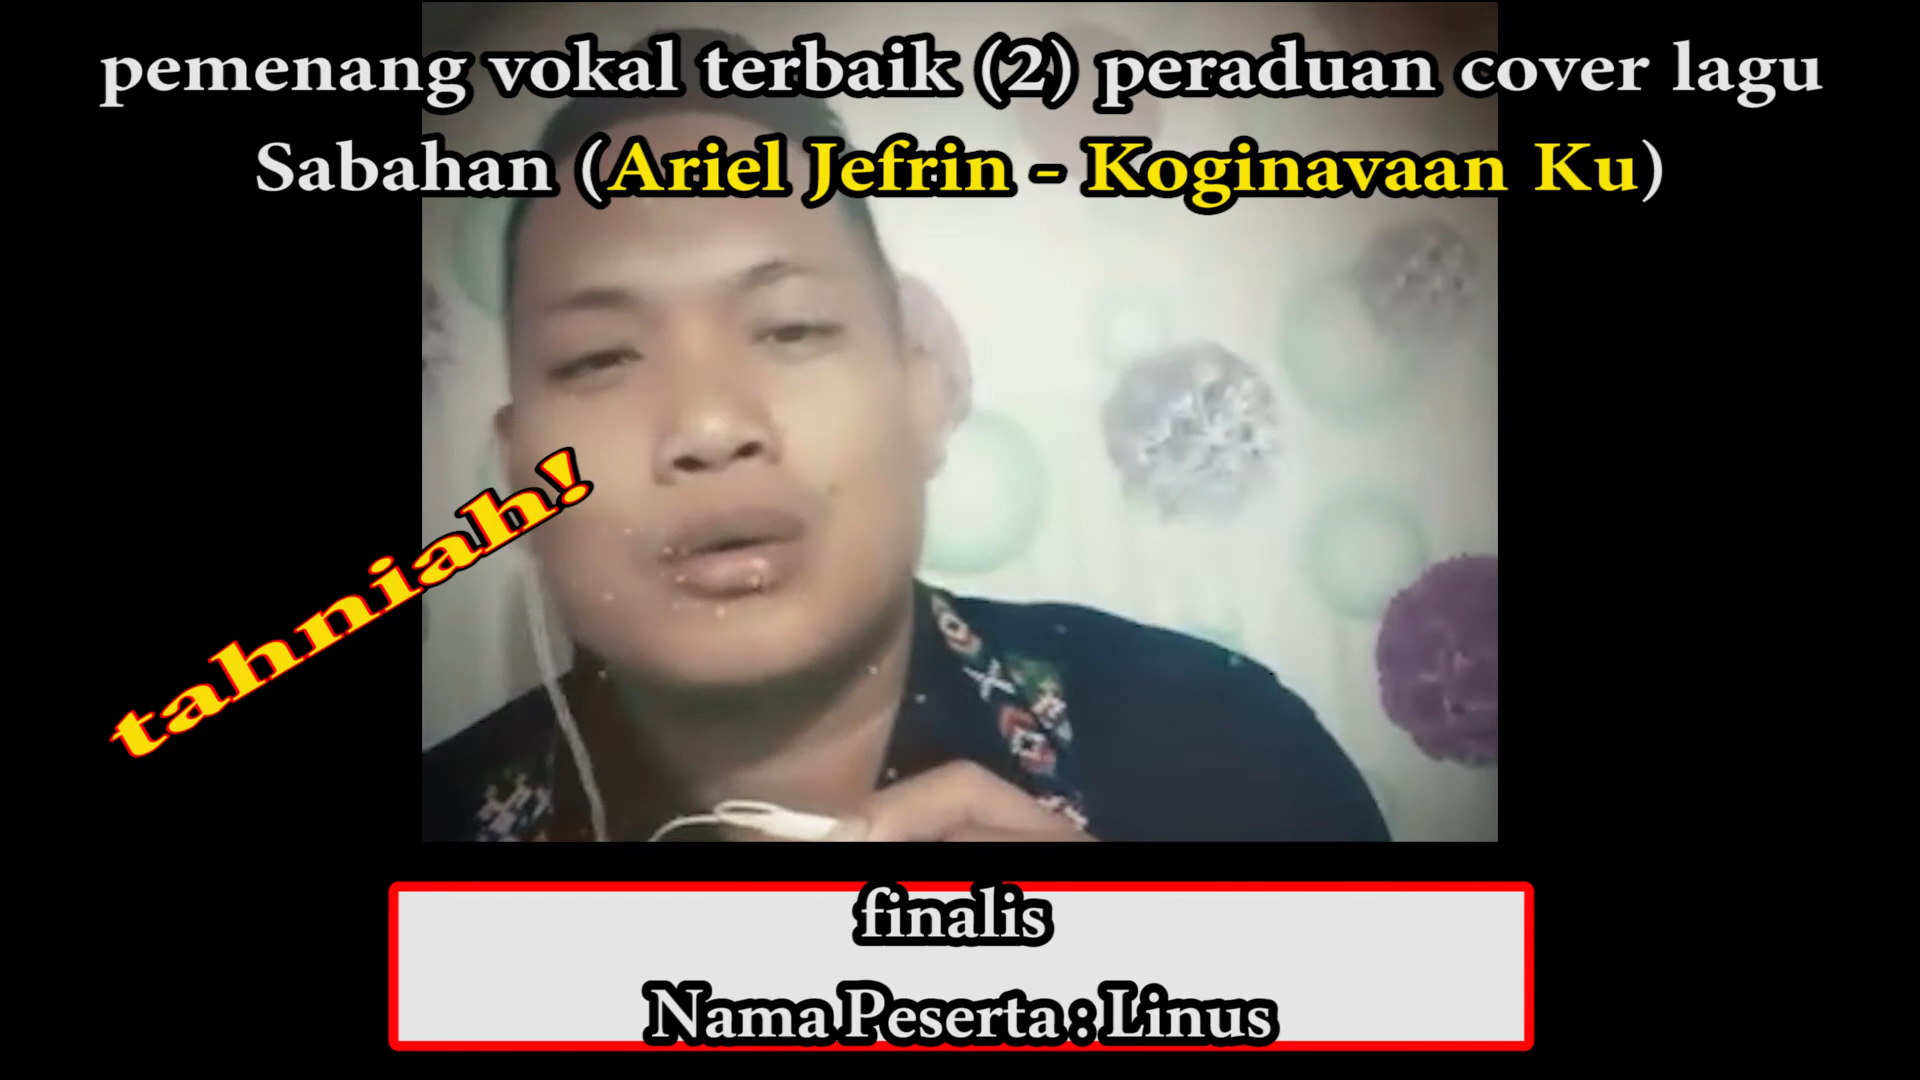 pemenang vokal terbaik (2) peraduan cover lagu
Sabahan (Ariel Jefrin - Koginavaan Ku)
tahniah!
finalis
Nama Peserta : Linus